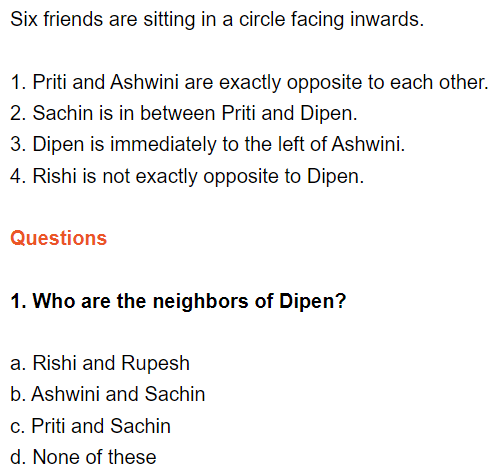 Six friends are sitting in a circle facing inwards.
1. Priti and Ashwini are exactly opposite to each other.
2. Sachin is in between Priti and Dipen.
3. Dipen is immediately to the left of Ashwini.
4. Rishi is not exactly opposite to Dipen.
Questions
1. Who are the neighbors of Dipen?
a. Rishi and Rupesh
b. Ashwini and Sachin
c. Priti and Sachin
d. None of these